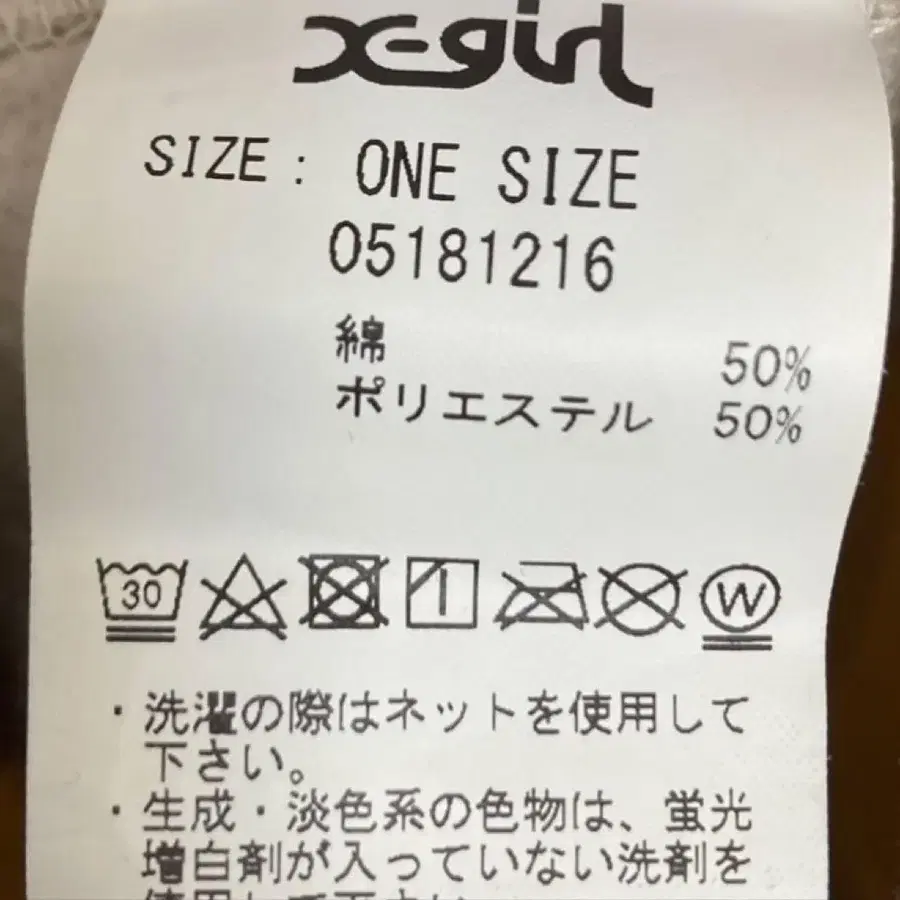 X-girl
SIZE : ONE SIZE
05181216
綿 50%
ポリエステル 50%
30 W
・洗濯の際はネットを使用して
下さい。
・生成・淡色系の色物は、蛍光
増白剤が入っていない洗剤を